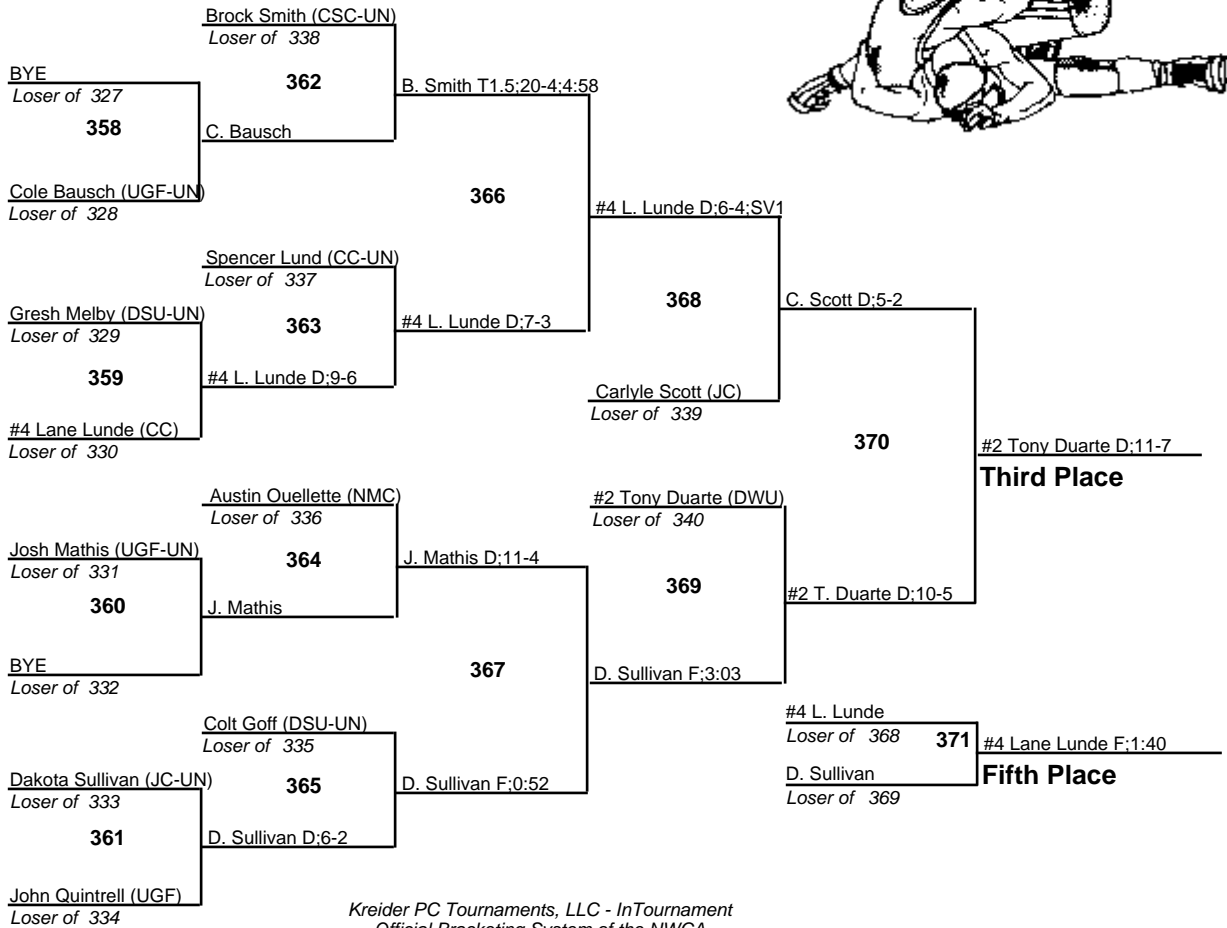 Brock Smith (CSC-UN)
Loser of 338
BYE
Loser of 327
362
B. Smith T1.5;20-4;4:58
358
C. Bausch
Cole Bausch (UGF-UN)
Loser of 328
366
#4 L. Lunde D;6-4;SV1
Spencer Lund (CC-UN)
Loser of 337
368
C. Scott D;5-2
Gresh Melby (DSU-UN)
Loser of 329
363
#4 L. Lunde D;7-3
359
#4 L. Lunde D;9-6
Carlyle Scott (JC)
Loser of 339
#4 Lane Lunde (CC)
Loser of 330
370
#2 Tony Duarte D;11-7
Third Place
Austin Ouellette (NMC)
Loser of 336
#2 Tony Duarte (DWU)
Loser of 340
Josh Mathis (UGF-UN)
Loser of 331
364
J. Mathis D;11-4
369
360
J. Mathis
#2 T. Duarte D;10-5
BYE
Loser of 332
367
D. Sullivan F;3:03
Colt Goff (DSU-UN)
Loser of 335
#4 L. Lunde
Loser of 368
371
#4 Lane Lunde F;1:40
Fifth Place
Dakota Sullivan (JC-UN)
Loser of 333
365
D. Sullivan F;0:52
D. Sullivan
Loser of 369
361
D. Sullivan D;6-2
John Quintrell (UGF)
Loser of 334
Kreider PC Tournaments, LLC - InTournament
Official Bracketing System of the NWCA